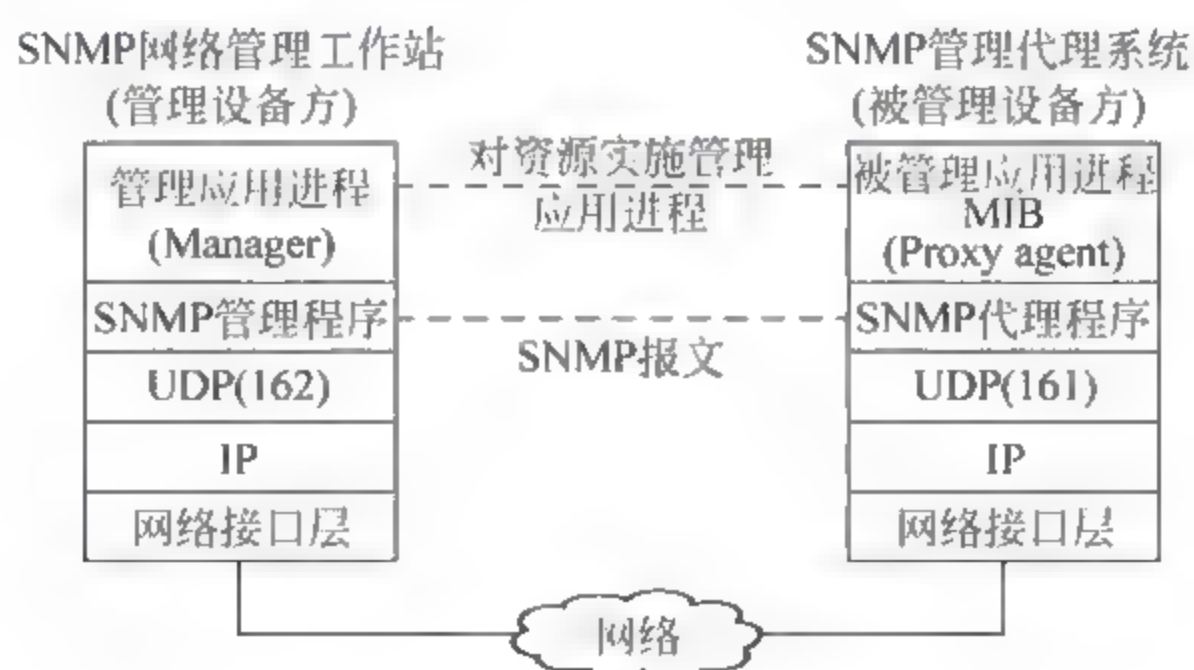 SNMP网络管理工作站
(管理设备方)
SNMP管理代理系统
(被管理设备方)
管理应用进程
(Manager)
对资源实施管理
应用进程
被管理应用进程
MIB
(Proxy agent)
SNMP管理程序
SNMP报文
SNMP代理程序
UDP(162)
UDP(161)
IP
IP
网络接口层
网络接口层
网络